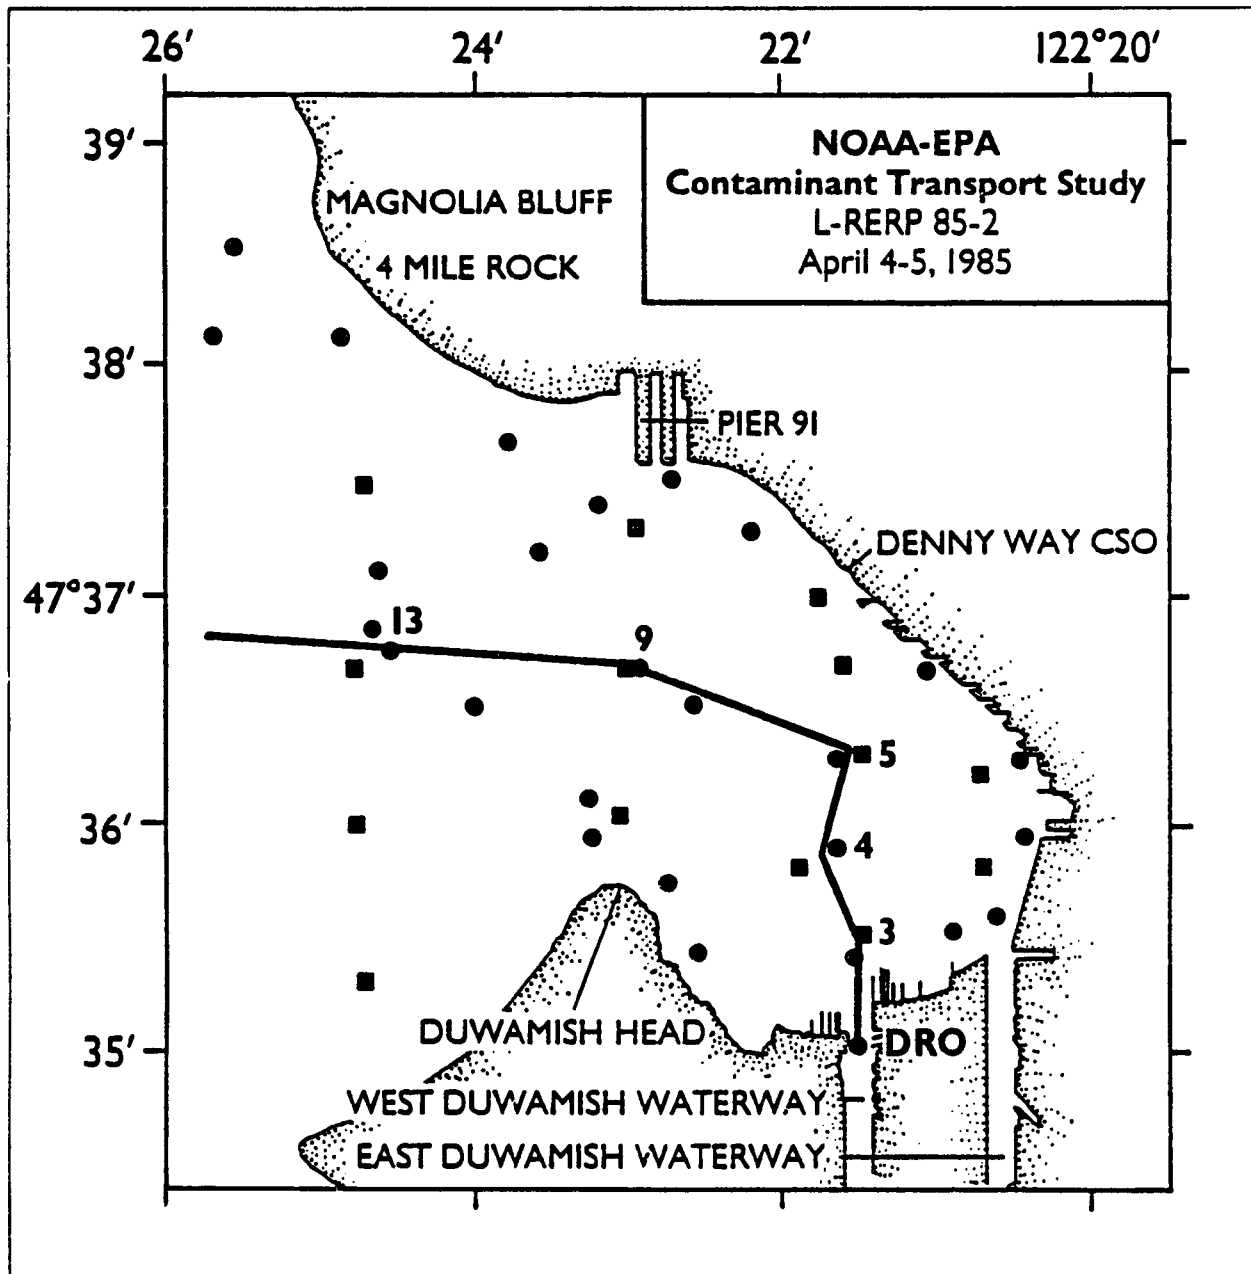 26′ 24′ 22′ 122°20′
39′
NOAA-EPA
Contaminant Transport Study
L-RERP 85-2
April 4-5, 1985
MAGNOLIA BLUFF
4 MILE ROCK
38′
PIER 91
DENNY WAY CSO
47°37′
13
9
5
36′
4
3
DUWAMISH HEAD
35′
DRO
WEST DUWAMISH WATERWAY
EAST DUWAMISH WATERWAY